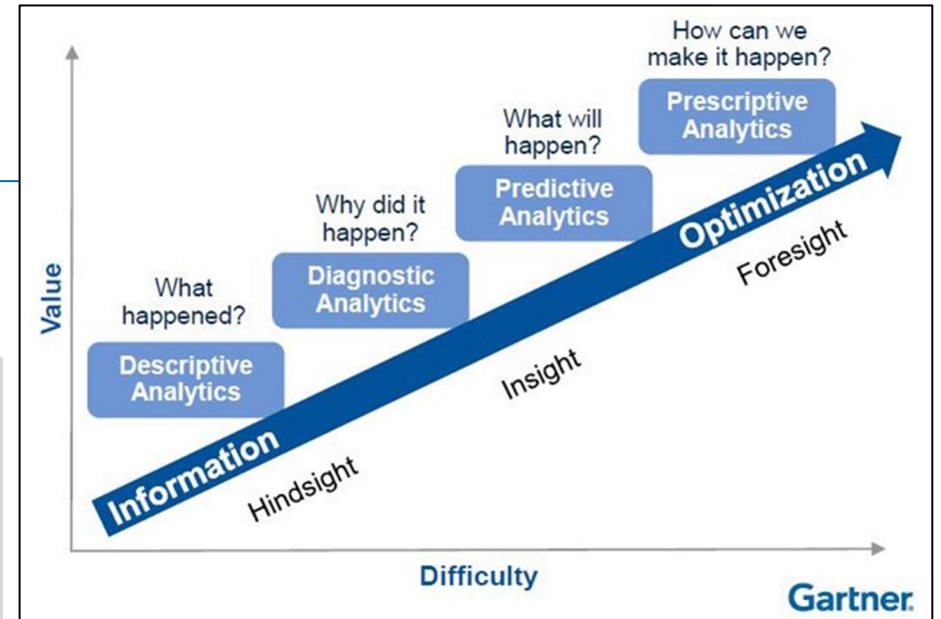 How can we
make it happen?
Prescriptive
Analytics
What will
happen?
Predictive
Analytics
Optimization
Foresight
Why did it
happen?
Diagnostic
Analytics
Insight
What
happened?
Descriptive
Analytics
Information
Hindsight
Value
Difficulty
Gartner.